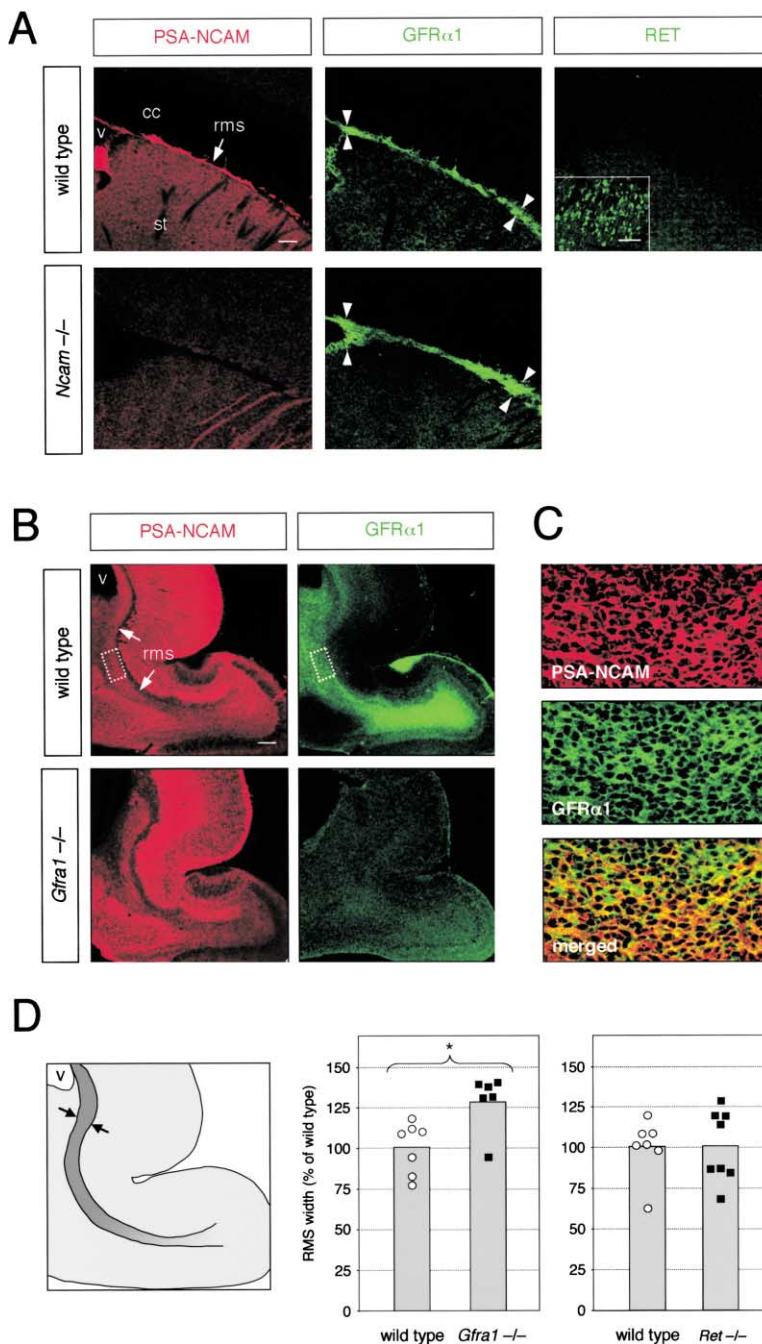 A
PSA-NCAM GFRα1 RET
wild type
cc
v
rms
st
Ncam –/–
B
PSA-NCAM GFRα1
wild type
v
rms
Gfra1 –/–
C
PSA-NCAM
GFRα1
merged
D
v
RMS width (% of wild type)
150
125
100
75
50
25
0
*
wild type Gfra1 –/–
150
125
100
75
50
25
0
wild type Ret –/–